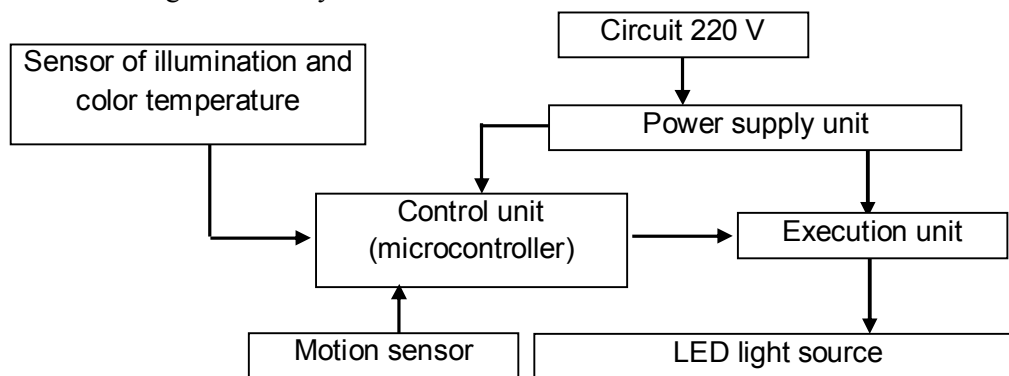 Circuit 220 V
Sensor of illumination and
color temperature
Power supply unit
Control unit
(microcontroller)
Execution unit
Motion sensor
LED light source